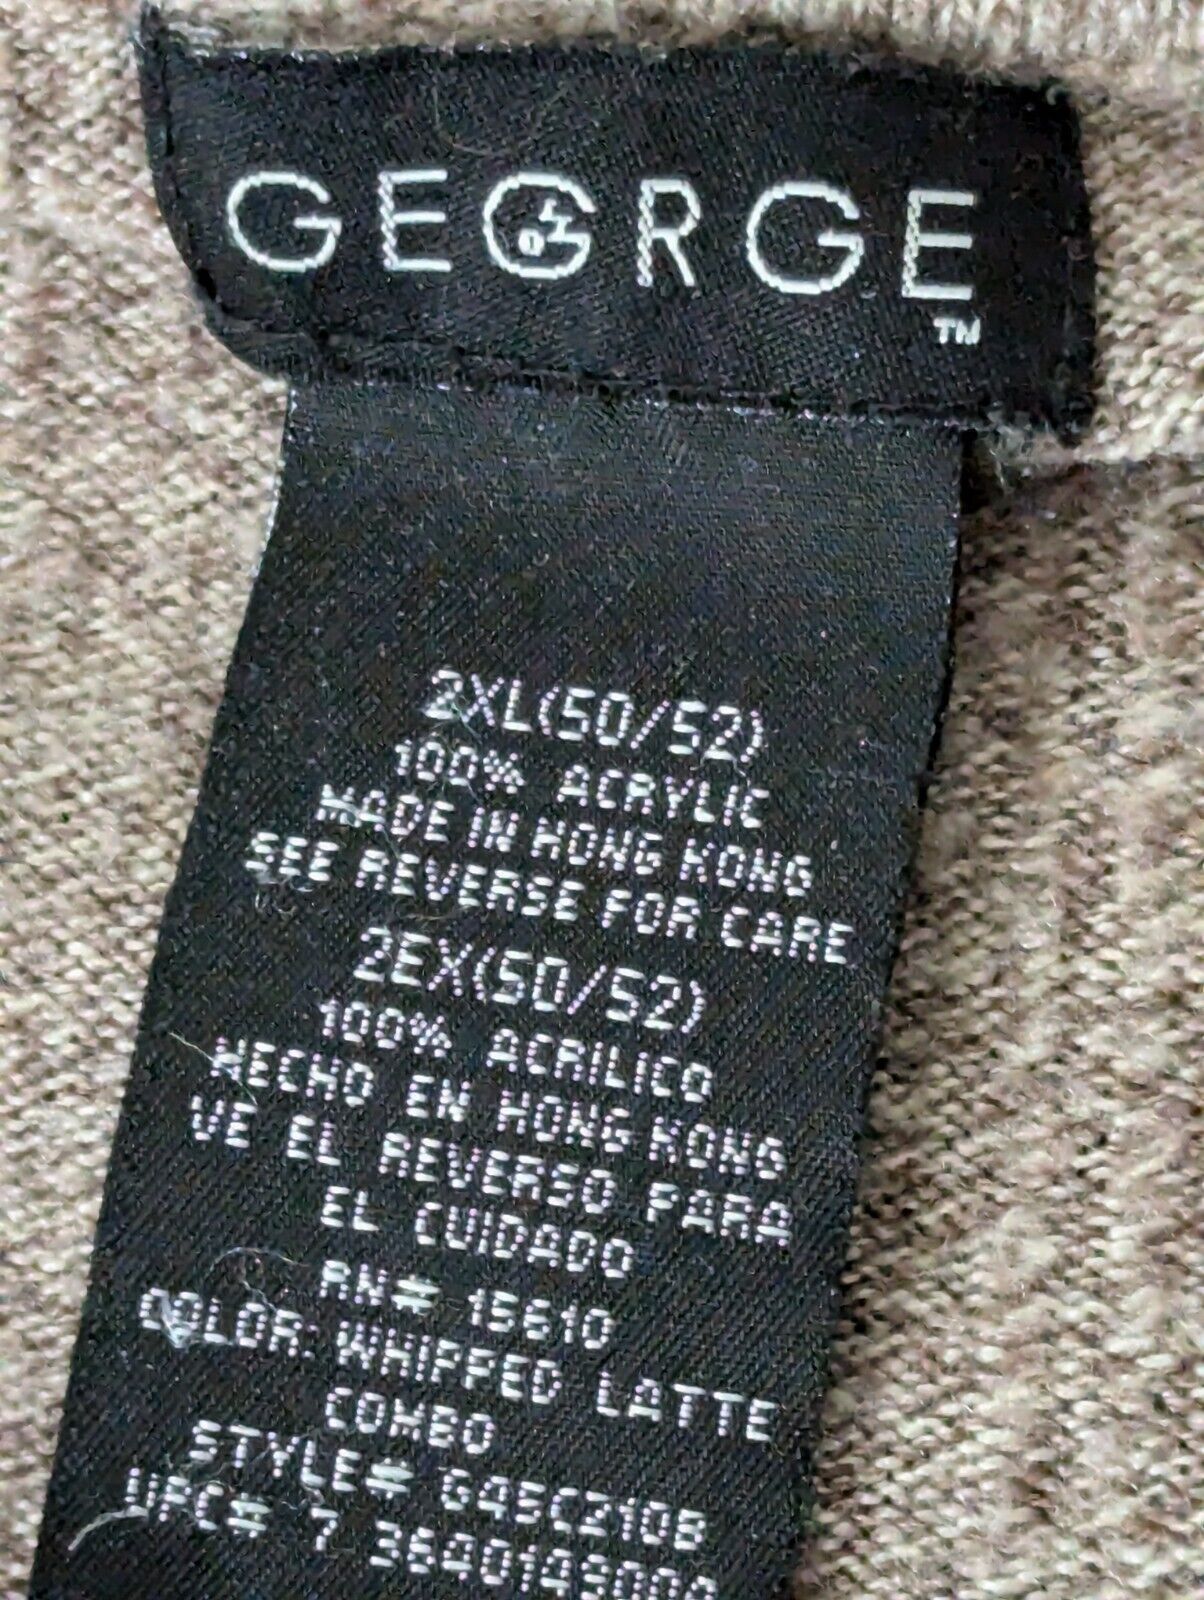 GEORGE
TM
2XL(50/52)
100% ACRYLIC
MADE IN HONG KONG
SEE REVERSE FOR CARE
2EX(50/52)
100% ACRILICO
HECHO EN HONG KONG
VE EL REVERSO PARA
EL CUIDADO
RN# 15610
COLOR: WHIPPED LATTE
COMBO
STYLE# G45C210B
UPC# 7